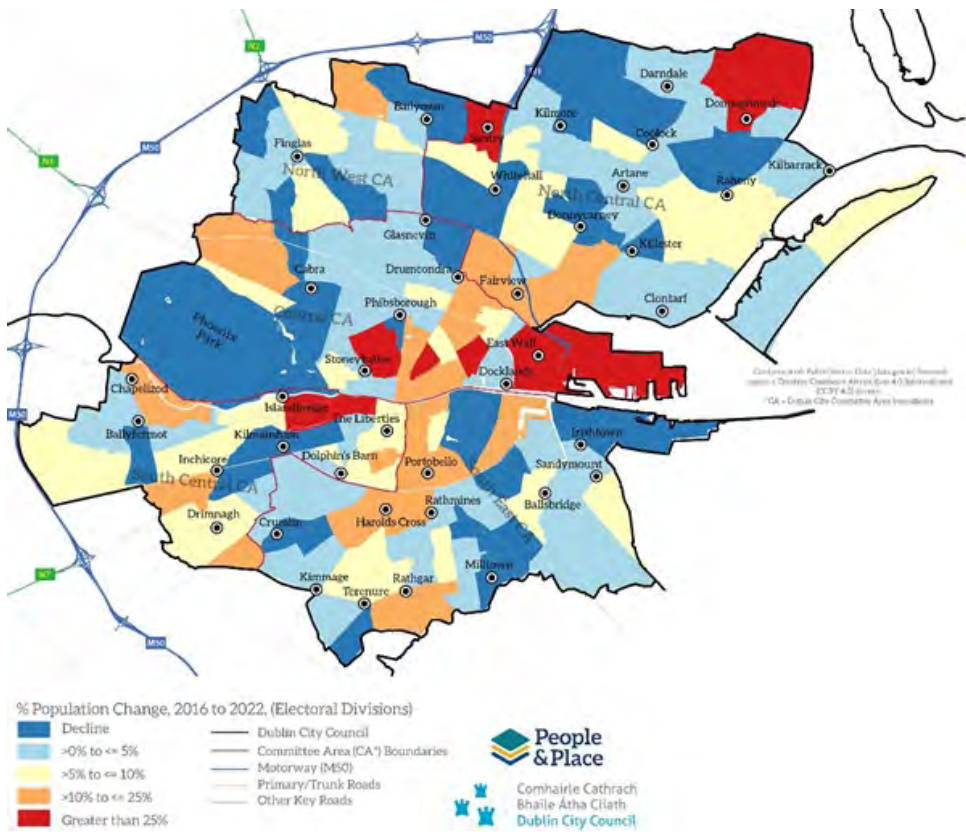 N2
M50
N3
M50
M50
N7
M50
Darndale
Donaghmede
Ballymun
Santry
Kilmore
Coolock
Finglas
North West CA
Whitehall
Artane
Kilbarrack
Raheny
North Central CA
Donnycarney
Glasnevin
Killester
Cabra
Drumcondra
Fairview
Clontarf
Phoenix
Park
Central CA
Phibsborough
Stoneybatter
East Wall
Docklands
Chapelizod
Islandbridge
The Liberties
Ballyfermot
Kilmainham
Irishtown
Inchicore
Dolphin's Barn
Portobello
Sandymount
South Central CA
South East CA
Ballsbridge
Drimnagh
Crumlin
Harolds Cross
Rathmines
Kimmage
Rathgar
Milltown
Terenure
% Population Change, 2016 to 2022, (Electoral Divisions)
Decline
>0% to <= 5%
>5% to <= 10%
>10% to <= 25%
Greater than 25%
Dublin City Council
Committee Area (CA*) Boundaries
Motorway (M50)
Primary/Trunk Roads
Other Key Roads
People
& Place
Comhairle Cathrach
Bhaile Átha Cliath
Dublin City Council